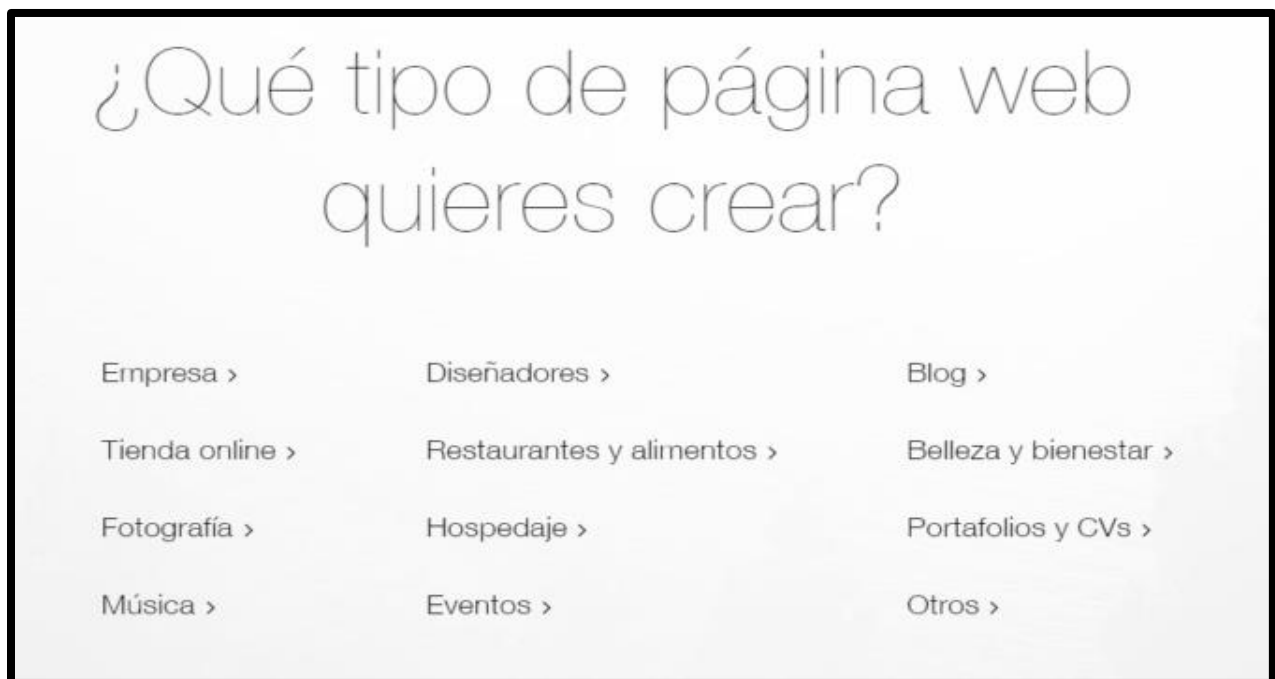 ¿Qué tipo de página web
quieres crear?
Empresa >
Diseñadores >
Blog >
Tienda online >
Restaurantes y alimentos >
Belleza y bienestar >
Fotografía >
Hospedaje >
Portafolios y CVs >
Música >
Eventos >
Otros >